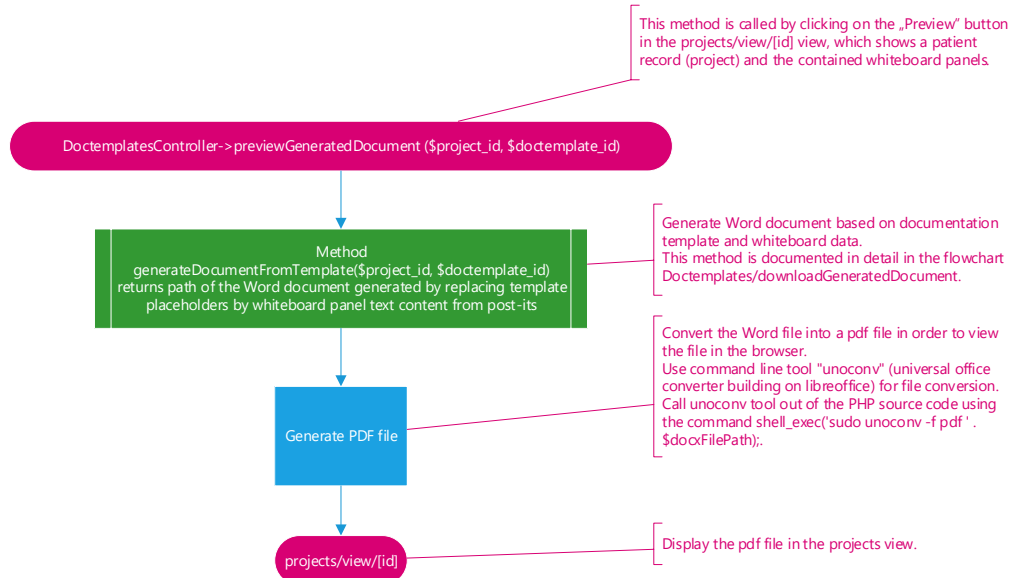 This method is called by clicking on the „Preview” button
in the projects/view/[id] view, which shows a patient
record (project) and the contained whiteboard panels.
DoctemplatesController->previewGeneratedDocument ($project_id, $doctemplate_id)
Method
generateDocumentFromTemplate($project_id, $doctemplate_id)
returns path of the Word document generated by replacing template
placeholders by whiteboard panel text content from post-its
Generate Word document based on documentation
template and whiteboard data.
This method is documented in detail in the flowchart
Doctemplates/downloadGeneratedDocument.
Generate PDF file
Convert the Word file into a pdf file in order to view
the file in the browser.
Use command line tool "unoconv" (universal office
converter building on libreoffice) for file conversion.
Call unoconv tool out of the PHP source code using
the command shell_exec('sudo unoconv -f pdf ' .
$docxFilePath);.
projects/view/[id]
Display the pdf file in the projects view.